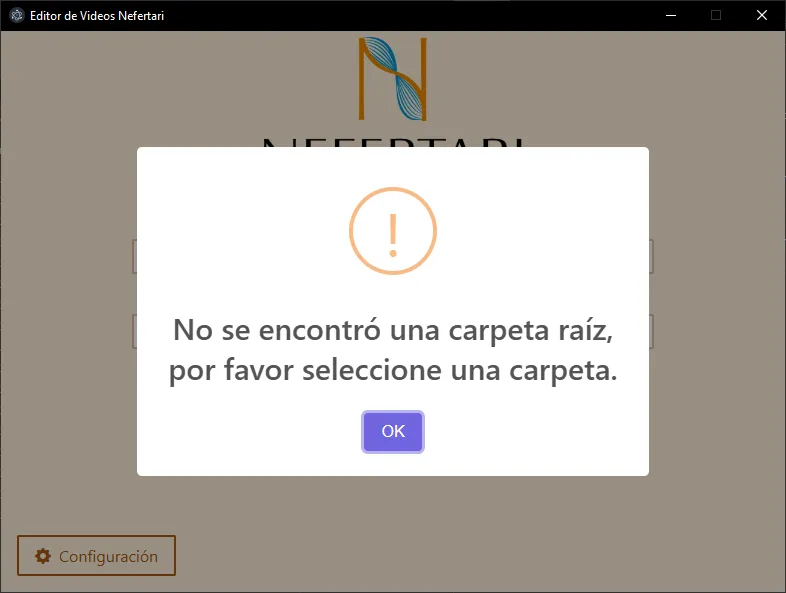 Editor de Videos Nefertari
NEFERTARI
No se encontró una carpeta raíz,
por favor seleccione una carpeta.
OK
Configuración